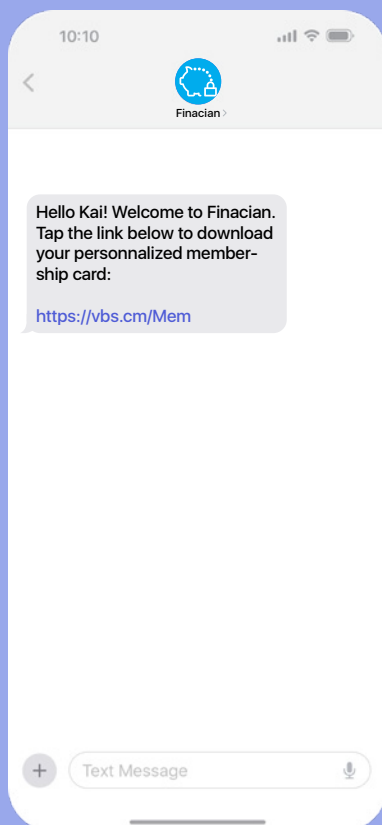 10:10
Finacian
Hello Kai! Welcome to Finacian.
Tap the link below to download
your personnalized member-
ship card:
https://vbs.cm/Mem
Text Message